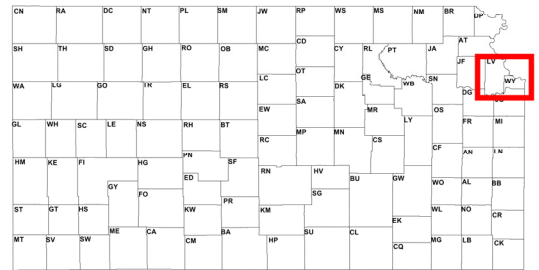 CN RA DC NT PL SM JW RP WS MS NM BR DP
AT
SH TH SD GH RO OB MC CD CY RL PT JA JF LV
WY
WA LG GO TR EL RS LC OT DK GE WB SN DG
EW SA MR OS
GL WH SC LE NS RH BT RC MP MN CS LY FR MI
HM KE FI HG PN SF CF AN LN
GY ED RN HV BU GW WO AL BB
FO SG
ST GT HS KW PR KM EK WL NO CR
MT SV SW ME CA CM BA HP SU CL CQ MG LB CK